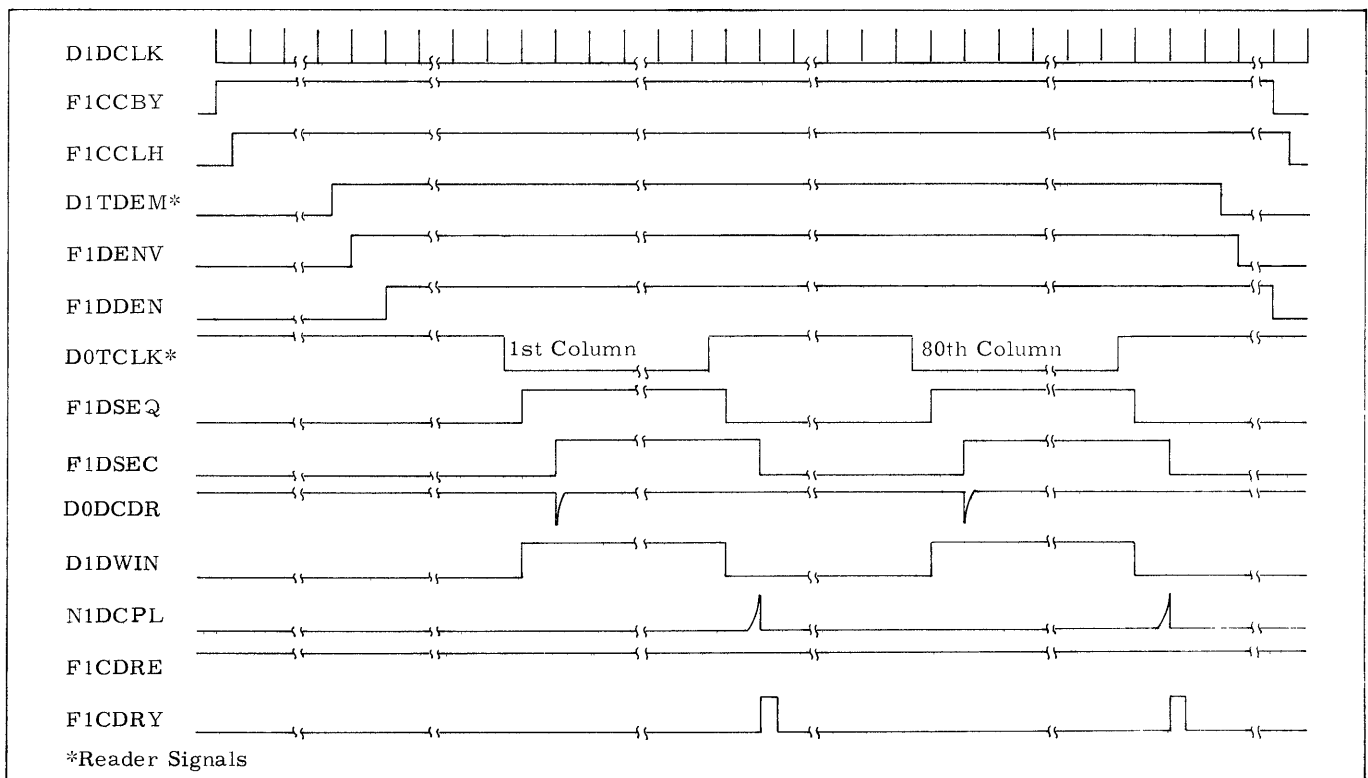 D1DCLK
F1CCBY
F1CCLH
D1TDEM*
F1DENV
F1DDEN
D0TCLK* 1st Column 80th Column
F1DSEQ
F1DSEC
D0DCDR
D1DWIN
N1DCPL
F1CDRE
F1CDRY
*Reader Signals